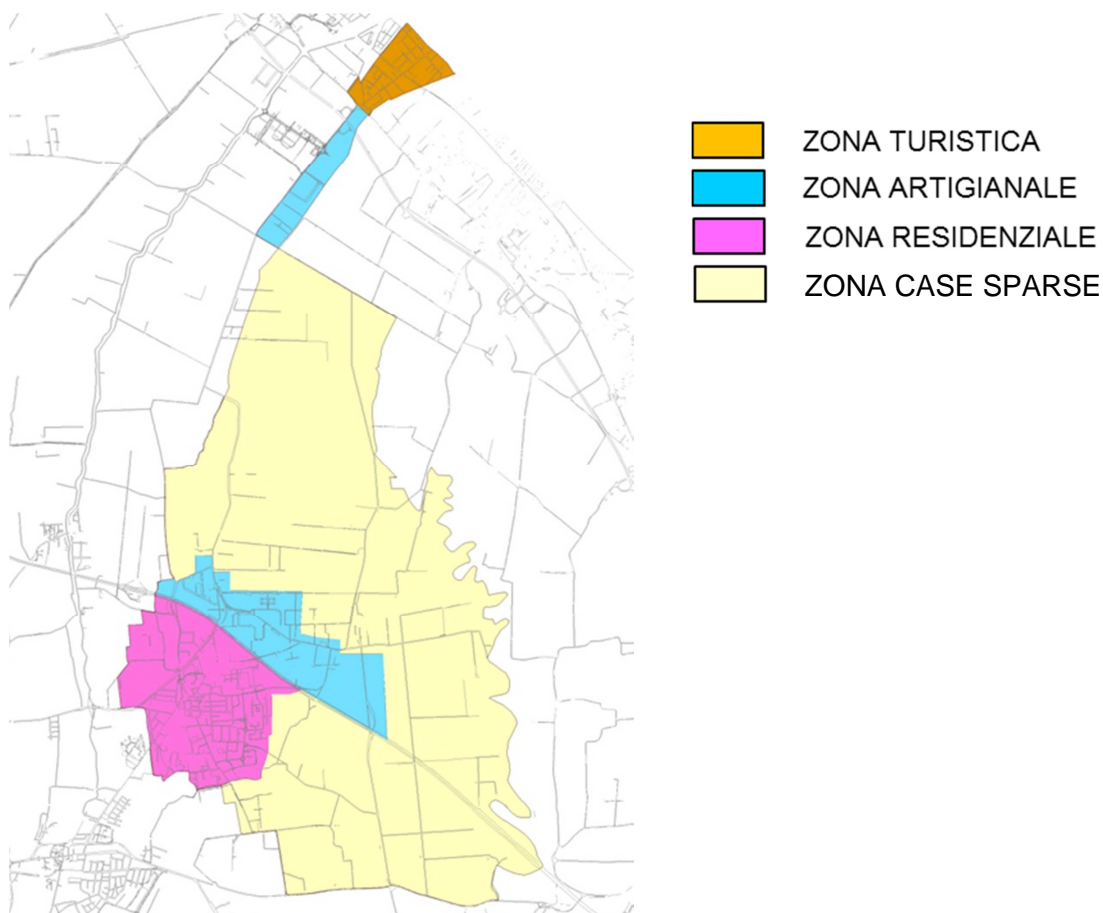 ZONA TURISTICA
ZONA ARTIGIANALE
ZONA RESIDENZIALE
ZONA CASE SPARSE